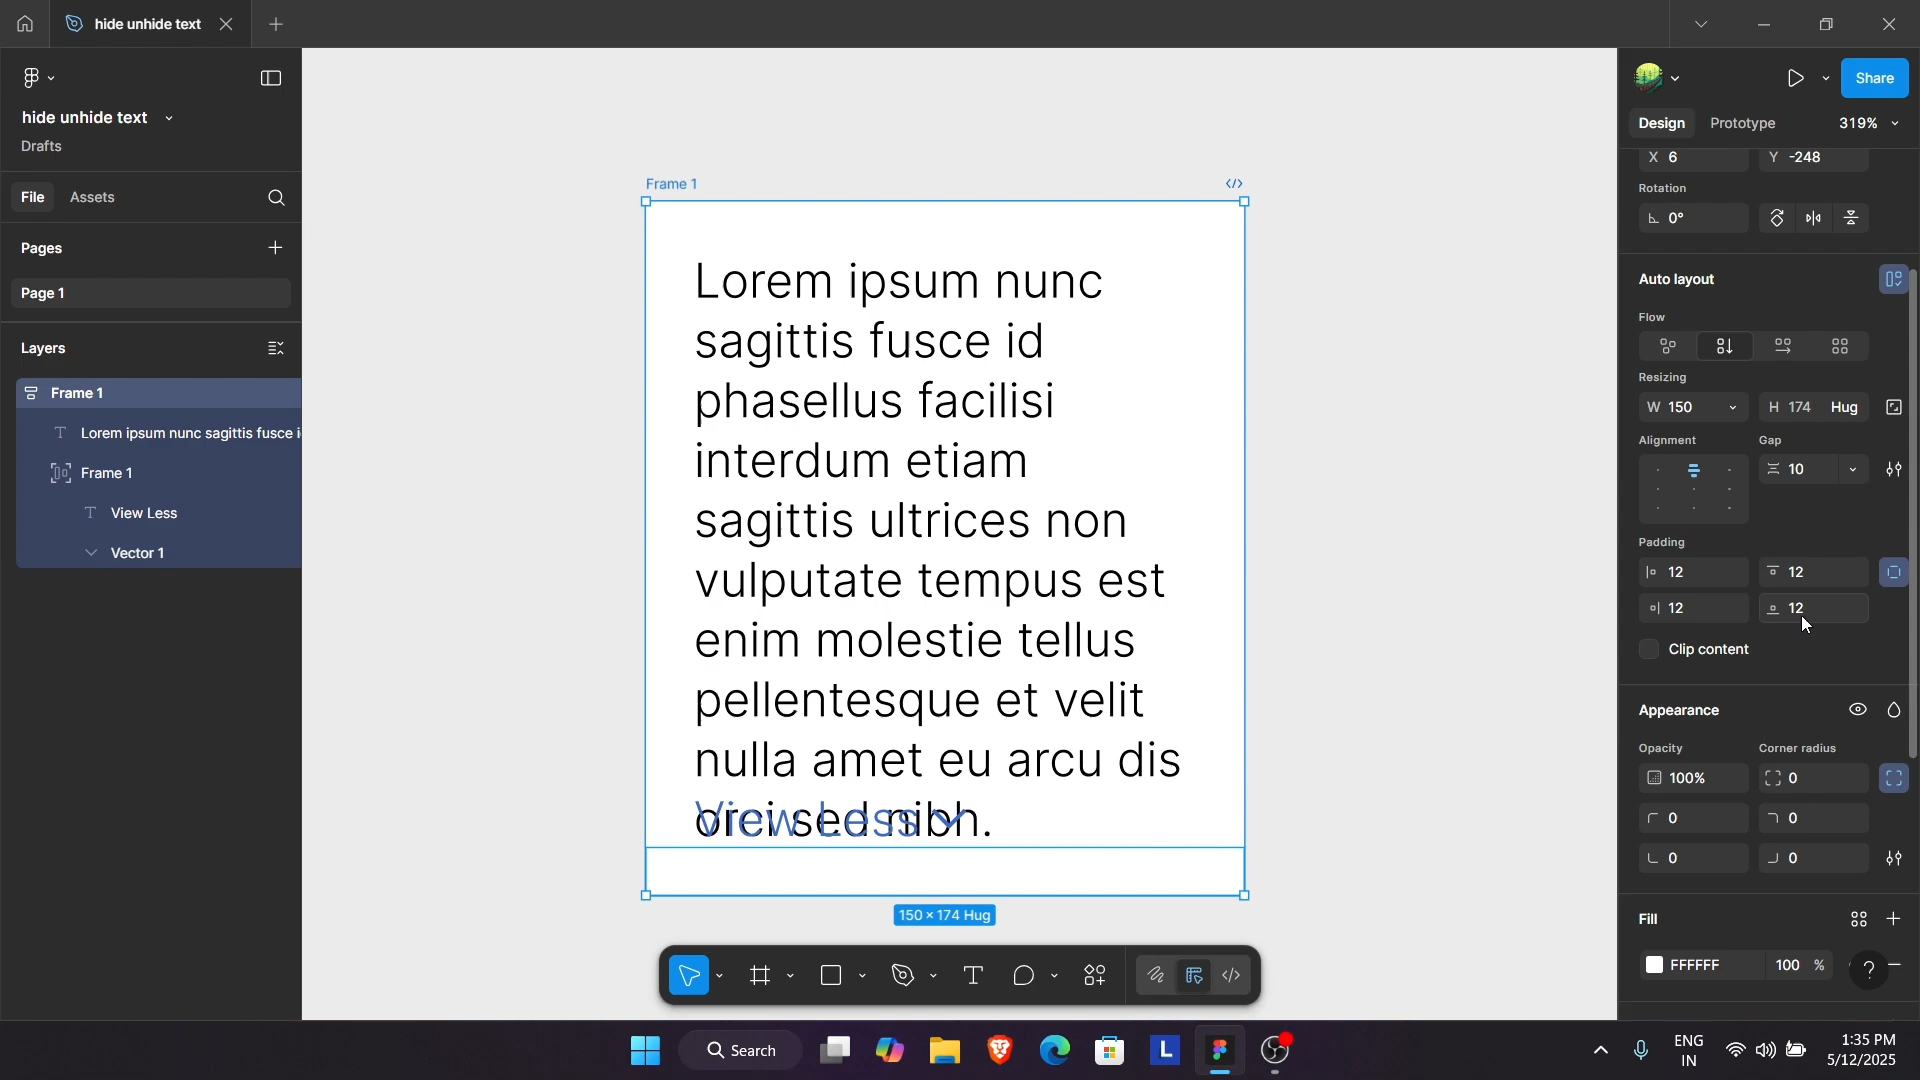 hide unhide text
hide unhide text
Drafts
File Assets
Pages
Page 1
Layers
Frame 1
Lorem ipsum nunc sagittis fusce i
Frame 1
View Less
Vector 1
Frame 1
Lorem ipsum nunc
sagittis fusce id
phasellus facilisi
interdum etiam
sagittis ultrices non
vulputate tempus est
enim molestie tellus
pellentesque et velit
nulla amet eu arcu dis
orci sed nibh.
View Less
150 × 174 Hug
Share
Design Prototype 319%
X 6 Y -248
Rotation
0°
Auto layout
Flow
Resizing
W 150 H 174 Hug
Alignment Gap
10
Padding
12 12
12 12
Clip content
Appearance
Opacity Corner radius
100% 0
0 0
0 0
Fill
FFFFFF 100 %
?
Search
L
ENG
IN
1:35 PM
5/12/2025